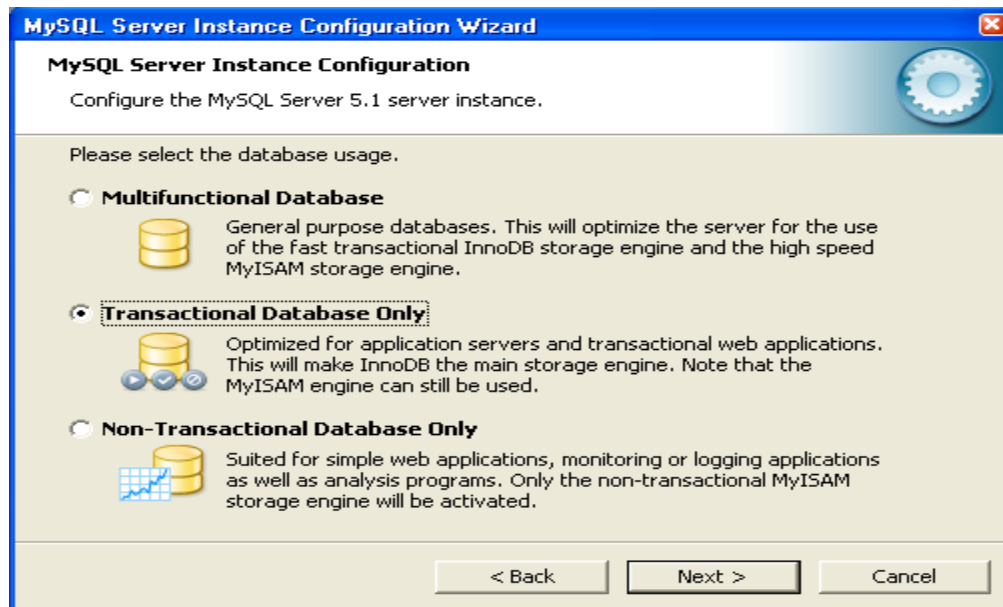 MySQL Server Instance Configuration Wizard
MySQL Server Instance Configuration
Configure the MySQL Server 5.1 server instance.
Please select the database usage.
Multifunctional Database
General purpose databases. This will optimize the server for the use
of the fast transactional InnoDB storage engine and the high speed
MyISAM storage engine.
Transactional Database Only
Optimized for application servers and transactional web applications.
This will make InnoDB the main storage engine. Note that the
MyISAM engine can still be used.
Non-Transactional Database Only
Suited for simple web applications, monitoring or logging applications
as well as analysis programs. Only the non-transactional MyISAM
storage engine will be activated.
< Back Next > Cancel